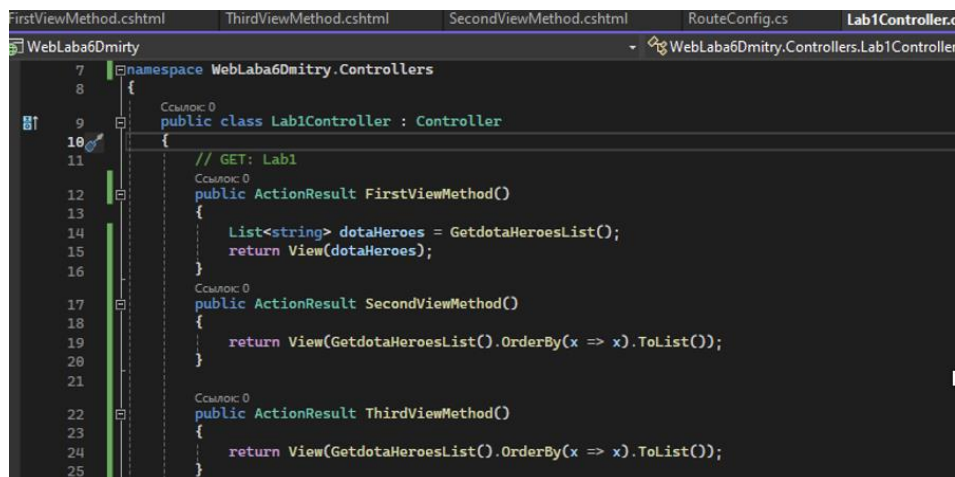 FirstViewMethod.cshtml ThirdViewMethod.cshtml SecondViewMethod.cshtml RouteConfig.cs Lab1Controller.c
WebLaba6Dmirty WebLaba6Dmitry.Controllers.Lab1Controller
7 namespace WebLaba6Dmitry.Controllers
8 {
Ссылок: 0
9 public class Lab1Controller : Controller
10 {
11 // GET: Lab1
Ссылок: 0
12 public ActionResult FirstViewMethod()
13 {
14 List<string> dotaHeroes = GetdotaHeroesList();
15 return View(dotaHeroes);
16 }
Ссылок: 0
17 public ActionResult SecondViewMethod()
18 {
19 return View(GetdotaHeroesList().OrderBy(x => x).ToList());
20 }
21
Ссылок: 0
22 public ActionResult ThirdViewMethod()
23 {
24 return View(GetdotaHeroesList().OrderBy(x => x).ToList());
25 }